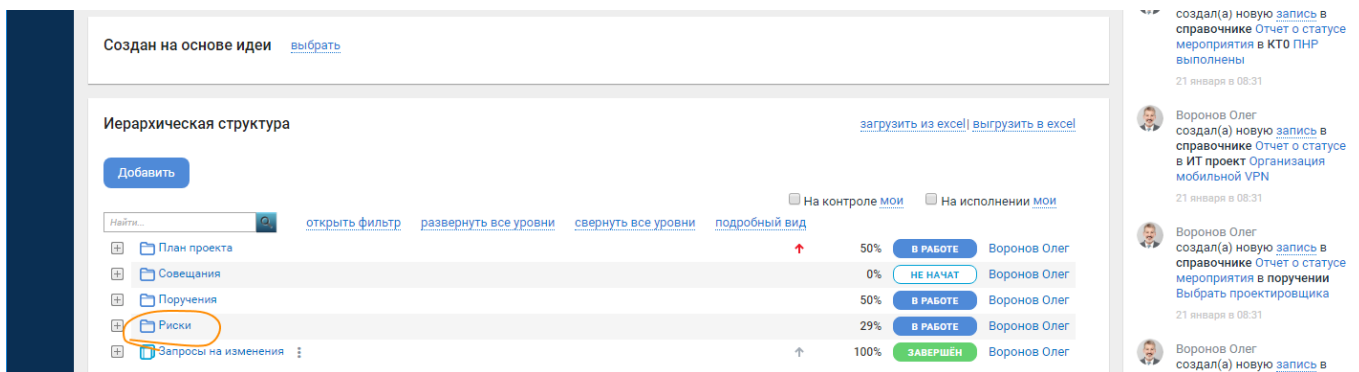 Создан на основе идеи выбрать
Иерархическая структура загрузить из excel| выгрузить в excel
Добавить
На контроле мои На исполнении мои
Найти... открыть фильтр развернуть все уровни свернуть все уровни подробный вид
План проекта 50% В РАБОТЕ Воронов Олег
Совещания 0% НЕ НАЧАТ Воронов Олег
Поручения 50% В РАБОТЕ Воронов Олег
Риски 29% В РАБОТЕ Воронов Олег
Запросы на изменения 100% ЗАВЕРШЁН Воронов Олег
создал(а) новую запись в
справочнике Отчет о статусе
мероприятия в КТ0 ПНР
выполнены
21 января в 08:31
Воронов Олег
создал(а) новую запись в
справочнике Отчет о статусе
в ИТ проект Организация
мобильной VPN
21 января в 08:31
Воронов Олег
создал(а) новую запись в
справочнике Отчет о статусе
мероприятия в поручении
Выбрать проектировщика
21 января в 08:31
Воронов Олег
создал(а) новую запись в